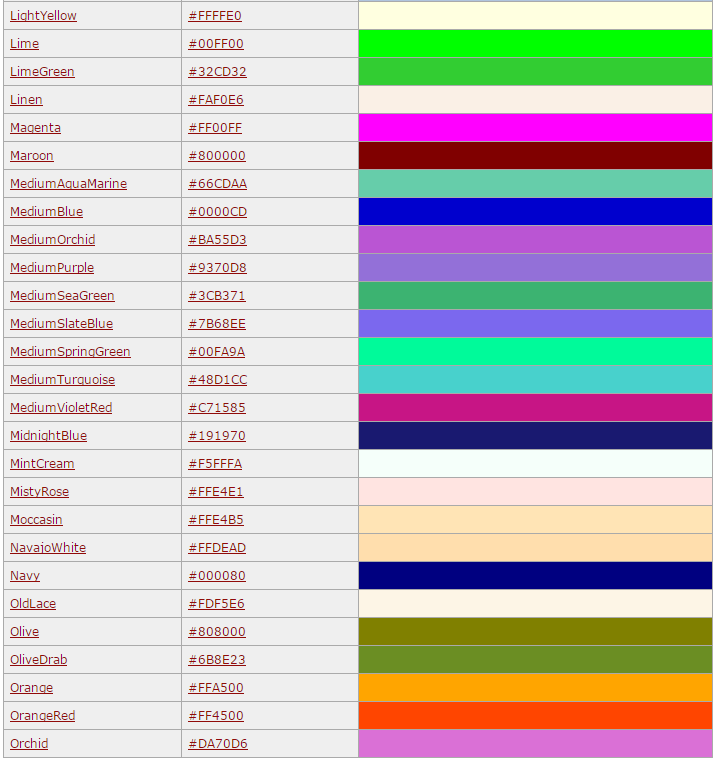 LightYellow #FFFFE0
Lime #00FF00
LimeGreen #32CD32
Linen #FAF0E6
Magenta #FF00FF
Maroon #800000
MediumAquaMarine #66CDAA
MediumBlue #0000CD
MediumOrchid #BA55D3
MediumPurple #9370D8
MediumSeaGreen #3CB371
MediumSlateBlue #7B68EE
MediumSpringGreen #00FA9A
MediumTurquoise #48D1CC
MediumVioletRed #C71585
MidnightBlue #191970
MintCream #F5FFFA
MistyRose #FFE4E1
Moccasin #FFE4B5
NavajoWhite #FFDEAD
Navy #000080
OldLace #FDF5E6
Olive #808000
OliveDrab #6B8E23
Orange #FFA500
OrangeRed #FF4500
Orchid #DA70D6